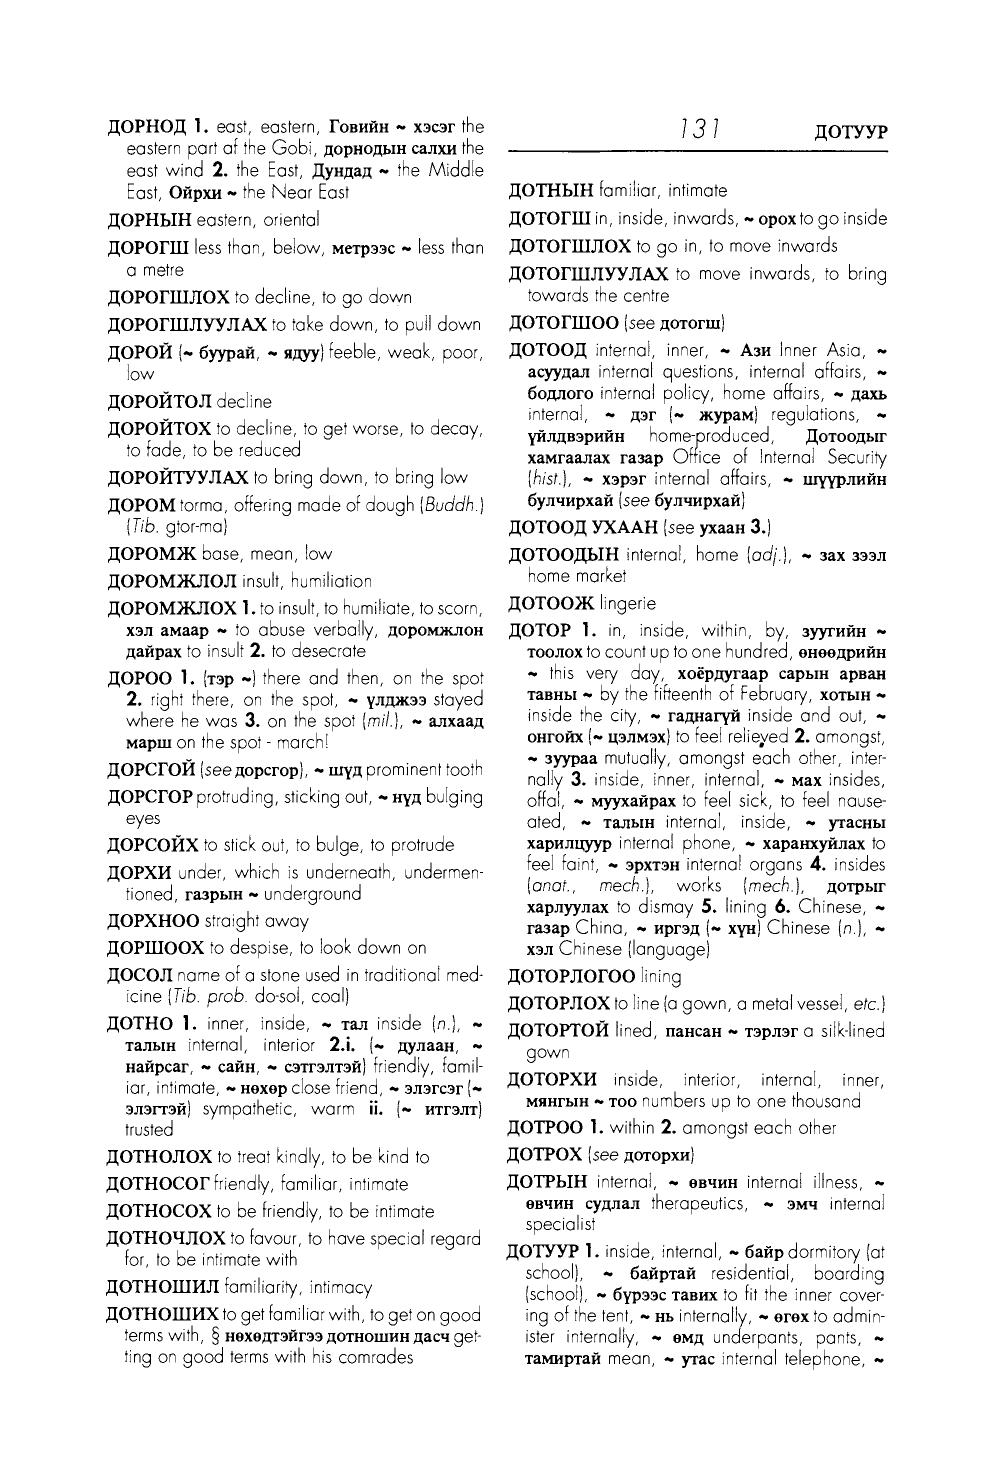 ДОРНОД 1. east, eastern, Говийн ~ хэсэг the
eastern part of the Gobi, дорнодын салхи the
east wind 2. the East, Дундад ~ the Middle
East, Ойрхи ~ the Near East
ДОРНЫН eastern, oriental
ДОРОГШ less than, below, метрээс ~ less than
a metre
ДОРОГШЛОХ to decline, to go down
ДОРОГШЛУУЛАХ to take down, to pull down
ДОРОЙ (~ буурай, ~ ядуу) feeble, weak, poor,
low
ДОРОЙТОЛ decline
ДОРОЙТОХ to decline, to get worse, to decay,
to fade, to be reduced
ДОРОЙТУУЛАХ to bring down, to bring low
ДОРОМ torma, offering made of dough (Buddh.)
(Tib. gtor-ma)
ДОРОМЖ base, mean, low
ДОРОМЖЛОЛ insult, humiliation
ДОРОМЖЛОХ 1. to insult, to humiliate, to scorn,
хэл амаар ~ to abuse verbally, доромжлон
дайрах to insult 2. to desecrate
ДОРОО 1. (тэр ~) there and then, on the spot
2. right there, on the spot, ~ үлджээ stayed
where he was 3. on the spot (mil.), ~ алхаад
марш on the spot - march!
ДОРСГОЙ (see дорсгор), ~ шүд prominent tooth
ДОРСГОР protruding, sticking out, ~ нүд bulging
eyes
ДОРСОЙХ to stick out, to bulge, to protrude
ДОРХИ under, which is underneath, undermen-
tioned, газрын ~ underground
ДОРХНОО straight away
ДОРШООХ to despise, to look down on
ДОСОЛ name of a stone used in traditional med-
icine (Tib. prob. do-sol, coal)
ДОТНО 1. inner, inside, ~ тал inside (n.), ~
талын internal, interior 2.i. (~ дулаан, ~
найрсаг, ~ сайн, ~ сэтгэлтэй) friendly, famil-
iar, intimate, ~ нөхөр close friend, ~ элэгсэг (~
элэгтэй) sympathetic, warm ii. (~ итгэлт)
trusted
ДОТНОЛОХ to treat kindly, to be kind to
ДОТНОСОГ friendly, familiar, intimate
ДОТНОСОХ to be friendly, to be intimate
ДОТНОЧЛОХ to favour, to have special regard
for, to be intimate with
ДОТНОШИЛ familiarity, intimacy
ДОТНОШИХ to get familiar with, to get on good
terms with, § нөхөдтэйгээ дотношин дасч get-
ting on good terms with his comrades
131 ДОТУУР
ДОТНЫН familiar, intimate
ДОТОГШ in, inside, inwards, ~ орох to go inside
ДОТОГШЛОХ to go in, to move inwards
ДОТОГШЛУУЛАХ to move inwards, to bring
towards the centre
ДОТОГШОО (see дотогш)
ДОТООД internal, inner, ~ Ази Inner Asia, ~
асуудал internal questions, internal affairs, ~
бодлого internal policy, home affairs, ~ дахь
internal, ~ дэг (~ журам) regulations, ~
үйлдвэрийн home-produced, Дотоодыг
хамгаалах газар Office of Internal Security
(hist.), ~ хэрэг internal affairs, ~ шүүрлийн
булчирхай (see булчирхай)
ДОТООД УХААН (see ухаан 3.)
ДОТООДЫН internal, home (adj.), ~ зах зээл
home market
ДОТООЖ lingerie
ДОТОР 1. in, inside, within, by, зуугийн ~
тоолох to count up to one hundred, өнөөдрийн
~ this very day, хоёрдугаар сарын арван
тавны ~ by the fifteenth of February, хотын ~
inside the city, ~ гаднагүй inside and out, ~
онгойх (~ цэлмэх) to feel relieved 2. amongst,
~ зуураа mutually, amongst each other, inter-
nally 3. inside, inner, internal, ~ мах insides,
offal, ~ муухайрах to feel sick, to feel nause-
ated, ~ талын internal, inside, ~ утасны
харилцуур internal phone, ~ харанхуйлах to
feel faint, ~ эрхтэн internal organs 4. insides
(anat., mech.), works (mech.), дотрыг
харлуулах to dismay 5. lining 6. Chinese, ~
газар China, ~ иргэд (~ хүн) Chinese (n.), ~
хэл Chinese (language)
ДОТОРЛОГОО lining
ДОТОРЛОХ to line (a gown, a metal vessel, etc.)
ДОТОРТОЙ lined, пансан ~ тэрлэг a silk-lined
gown
ДОТОРХИ inside, interior, internal, inner,
мянгын ~ тоо numbers up to one thousand
ДОТРОО 1. within 2. amongst each other
ДОТРОХ (see доторхи)
ДОТРЫН internal, ~ өвчин internal illness, ~
өвчин судлал therapeutics, ~ эмч internal
specialist
ДОТУУР 1. inside, internal, ~ байр dormitory (at
school), ~ байртай residential, boarding
(school), ~ бүрээс тавих to fit the inner cover-
ing of the tent, ~ нь internally, ~ өгөх to admin-
ister internally, ~ өмд underpants, pants, ~
тамиртай mean, ~ утас internal telephone, ~